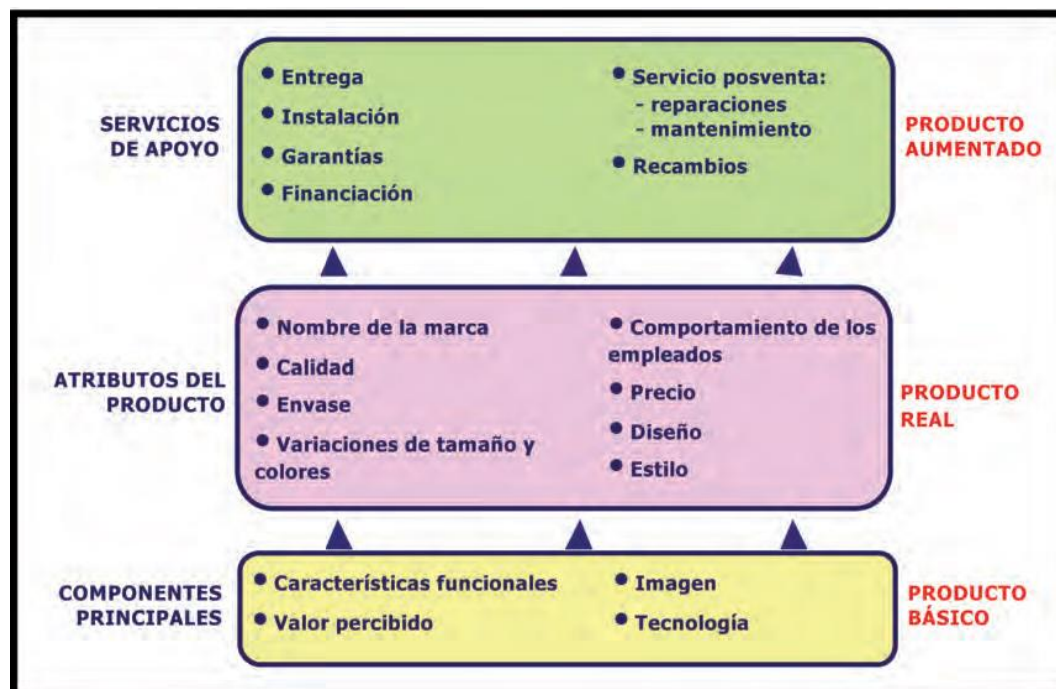 SERVICIOS
DE APOYO
● Entrega
● Instalación
● Garantías
● Financiación
● Servicio posventa:
- reparaciones
- mantenimiento
● Recambios
PRODUCTO
AUMENTADO
ATRIBUTOS DEL
PRODUCTO
● Nombre de la marca
● Calidad
● Envase
● Variaciones de tamaño y
colores
● Comportamiento de los
empleados
● Precio
● Diseño
● Estilo
PRODUCTO
REAL
COMPONENTES
PRINCIPALES
● Características funcionales
● Valor percibido
● Imagen
● Tecnología
PRODUCTO
BÁSICO